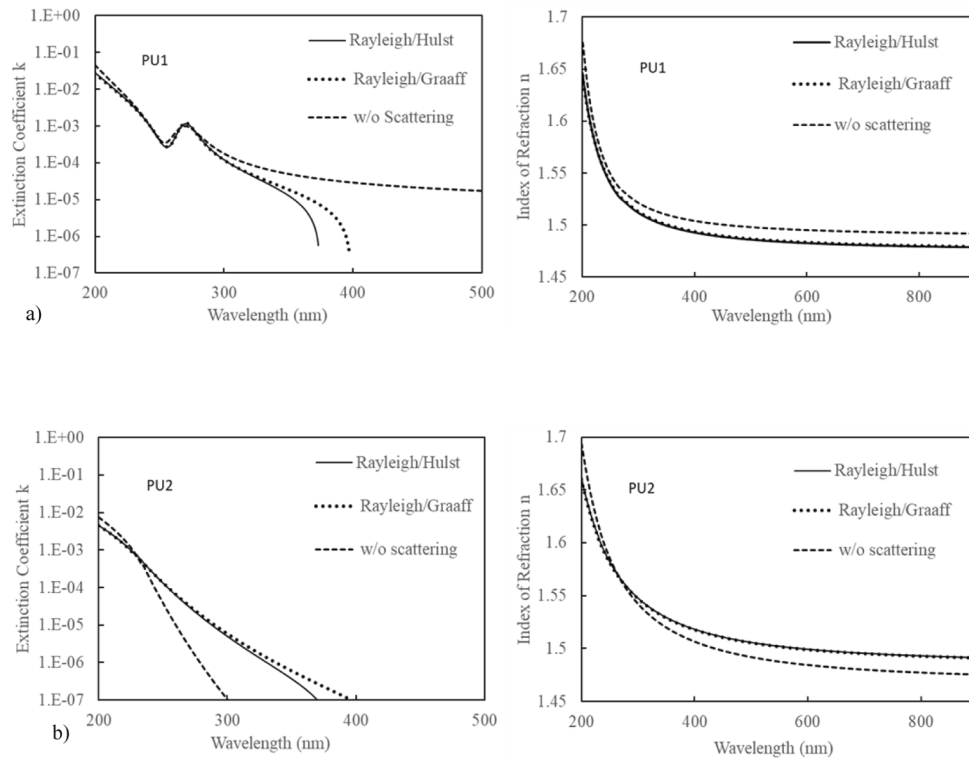 1.E+00
1.E-01
1.E-02
1.E-03
1.E-04
1.E-05
1.E-06
1.E-07
Extinction Coefficient k
PU1
Rayleigh/Hulst
Rayleigh/Graaff
w/o Scattering
200
300
400
500
Wavelength (nm)
a)
1.7
1.65
1.6
1.55
1.5
1.45
Index of Refraction n
PU1
Rayleigh/Hulst
Rayleigh/Graaff
w/o scattering
200
400
600
800
Wavelength (nm)
1.E+00
1.E-01
1.E-02
1.E-03
1.E-04
1.E-05
1.E-06
1.E-07
Extinction Coefficient k
PU2
Rayleigh/Hulst
Rayleigh/Graaff
w/o scattering
200
300
400
500
Wavelength (nm)
b)
1.7
1.65
1.6
1.55
1.5
1.45
Index of Refraction n
PU2
Rayleigh/Hulst
Rayleigh/Graaff
w/o scattering
200
400
600
800
Wavelength (nm)